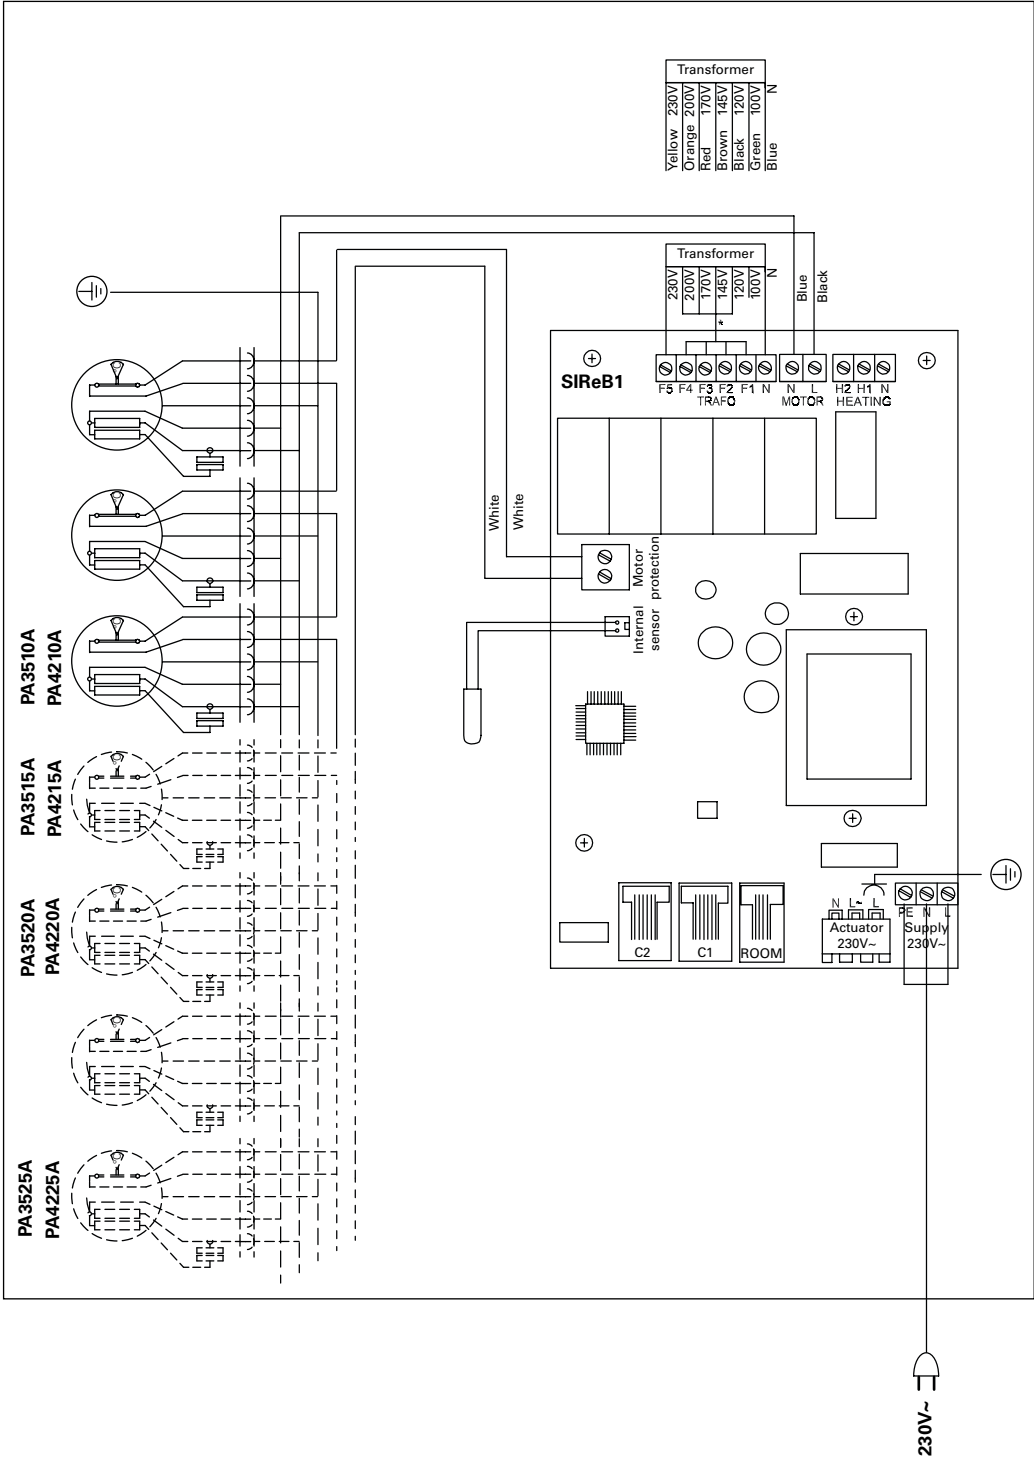 Transformer
Yellow 230V
Orange 200V
Red 170V
Brown 145V
Black 120V
Green 100V
Blue N
Transformer
230V
200V
170V
145V
120V
100V
N
*
Blue
Black
SIReB1
F5 F4 F3 F2 F1 N
TRAFO
N L
MOTOR
H2 H1 N
HEATING
White
White
Motor
protection
Internal
sensor
PA3510A
PA4210A
PA3515A
PA4215A
PA3520A
PA4220A
PA3525A
PA4225A
C2
C1
ROOM
N L~ L
Actuator
230V~
PE N L
Supply
230V~
230V~